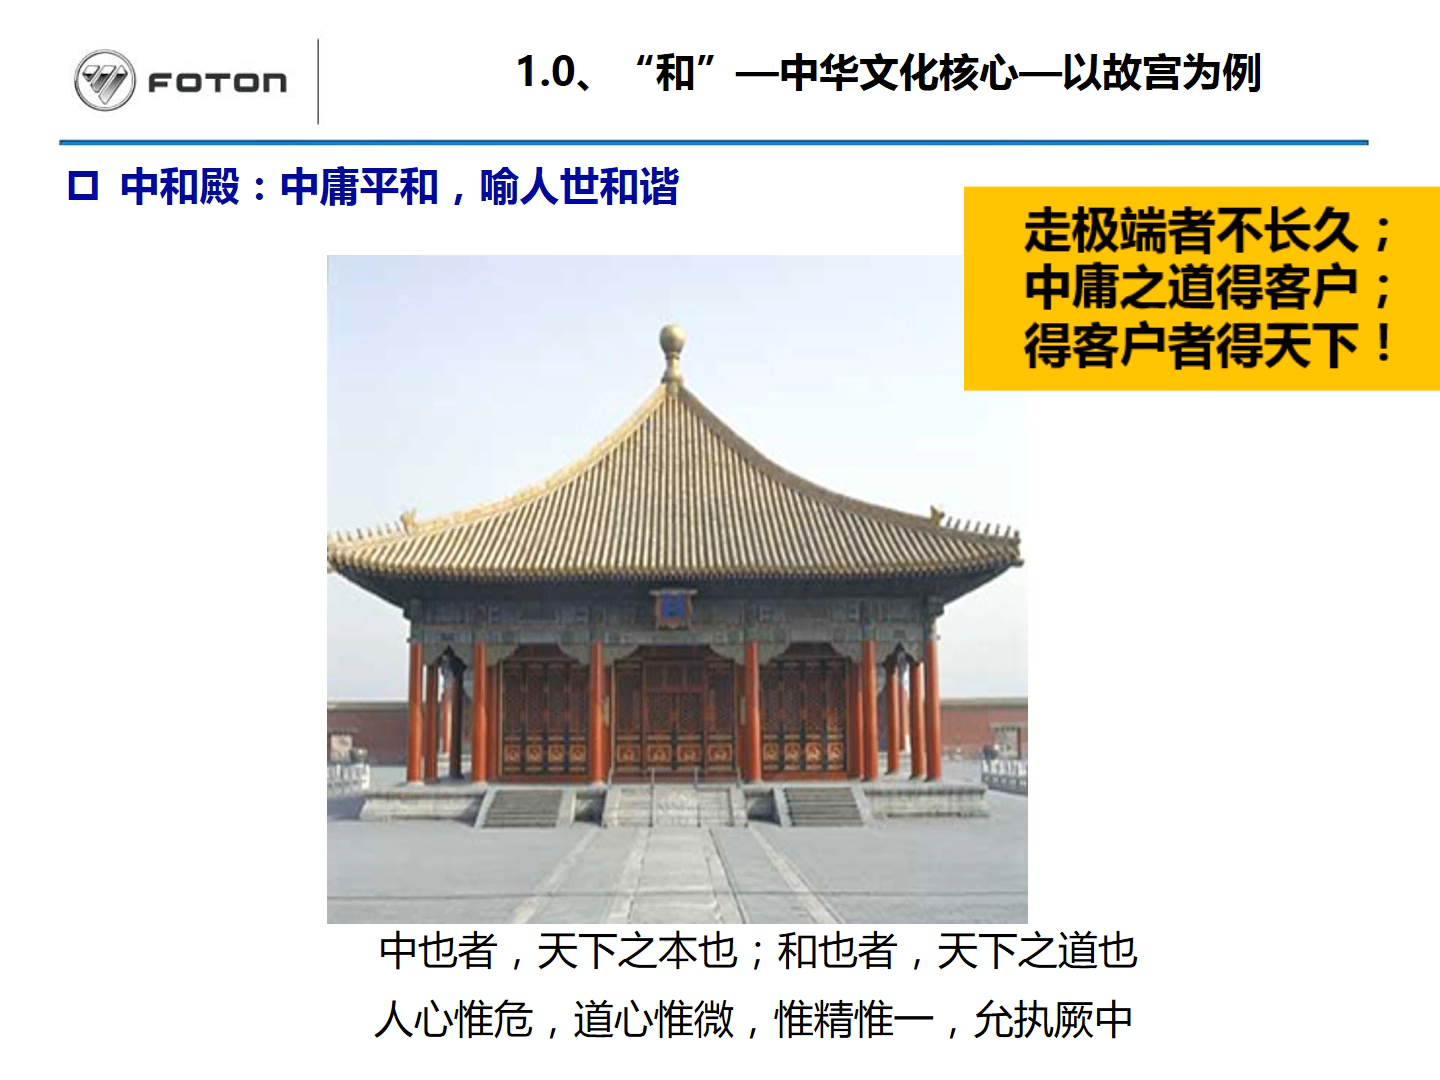 FOTON
1.0、“和”—中华文化核心—以故宫为例
中和殿：中庸平和，喻人世和谐
走极端者不长久；
中庸之道得客户；
得客户者得天下！
中也者，天下之本也；和也者，天下之道也
人心惟危，道心惟微，惟精惟一，允执厥中